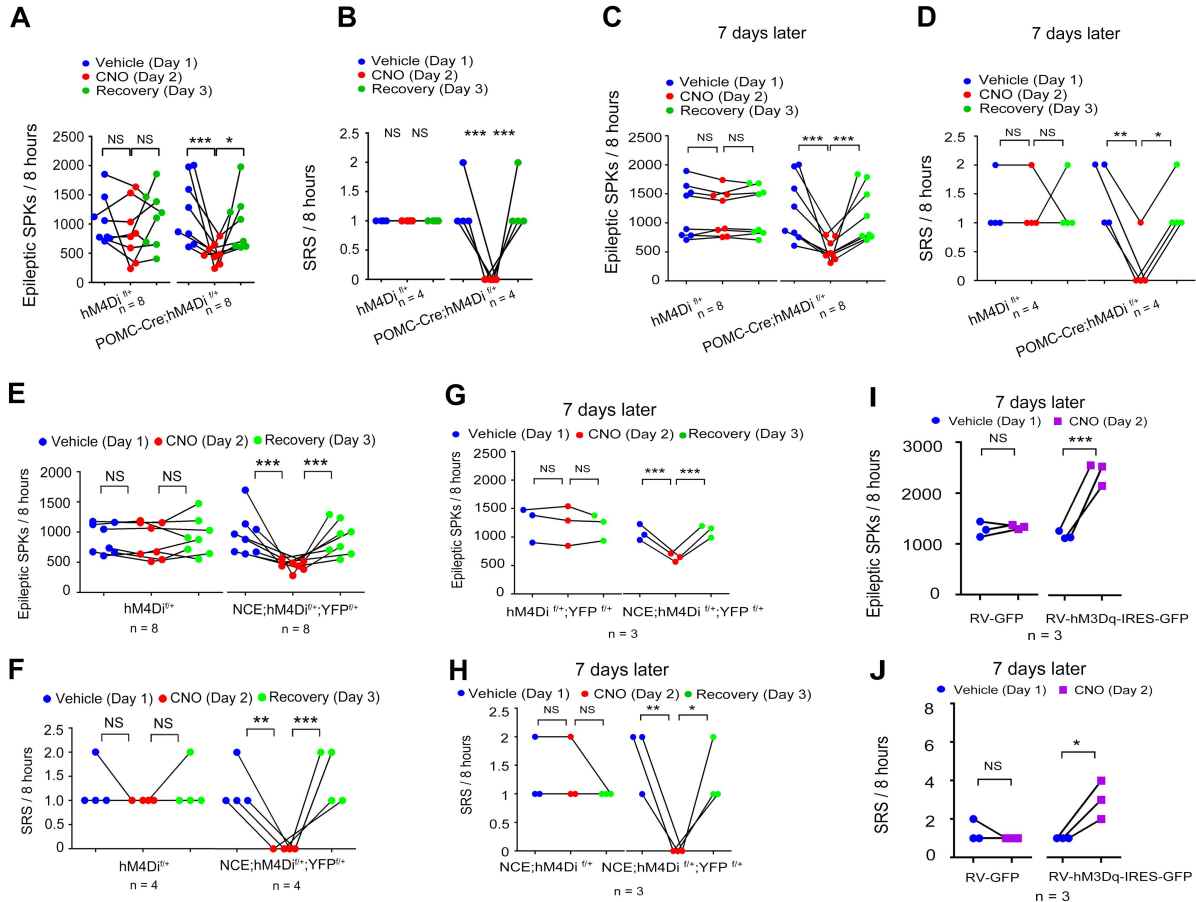 A
Vehicle (Day 1)
CNO (Day 2)
Recovery (Day 3)
Epileptic SPKs / 8 hours
2500
2000
1500
1000
500
0
NS NS
*** *
hM4Di fl/+
n = 8
POMC-Cre;hM4Di f/+
n = 8
B
Vehicle (Day 1)
CNO (Day 2)
Recovery (Day 3)
SRS / 8 hours
2.5
2
1.5
1
0.5
0
NS NS
*** ***
hM4Di fl/+
n = 4
POMC-Cre;hM4Di f/+
n = 4
C
7 days later
Vehicle (Day 1)
CNO (Day 2)
Recovery (Day 3)
Epileptic SPKs / 8 hours
2500
2000
1500
1000
500
0
NS NS
*** ***
hM4Di fl/+
n = 8
POMC-Cre;hM4Di f/+
n = 8
D
7 days later
Vehicle (Day 1)
CNO (Day 2)
Recovery (Day 3)
SRS / 8 hours
2.5
2
1.5
1
0.5
0
NS NS
** *
hM4Di fl/+
n = 4
POMC-Cre;hM4Di f/+
n = 4
E
Vehicle (Day 1) CNO (Day 2) Recovery (Day 3)
Epileptic SPKs / 8 hours
2000
1500
1000
500
0
NS NS
*** ***
hM4Dif/+
n = 8
NCE;hM4Dif/+;YFPf/+
n = 8
F
Vehicle (Day 1) CNO (Day 2) Recovery (Day 3)
SRS / 8 hours
2.5
2.0
1.5
1.0
0.5
0
NS NS
** ***
hM4Dif/+
n = 4
NCE;hM4Dif/+;YFPf/+
n = 4
G
7 days later
Vehicle (Day 1) CNO (Day 2) Recovery (Day 3)
Epileptic SPKs / 8 hours
2500
2000
1500
1000
500
0
NS NS
*** ***
hM4Di f/+;YFP f/+
NCE;hM4Di f/+;YFP f/+
n = 3
H
7 days later
Vehicle (Day 1) CNO (Day 2) Recovery (Day 3)
SRS / 8 hours
2.5
2
1.5
1
0.5
0
NS NS
** *
NCE;hM4Di f/+
NCE;hM4Di f/+;YFP f/+
n = 3
I
7 days later
Vehicle (Day 1) CNO (Day 2)
Epileptic SPKs / 8 hours
3000
2000
1000
0
NS
***
RV-GFP
RV-hM3Dq-IRES-GFP
n = 3
J
7 days later
Vehicle (Day 1) CNO (Day 2)
SRS / 8 hours
8
6
4
2
0
NS
*
RV-GFP
RV-hM3Dq-IRES-GFP
n = 3